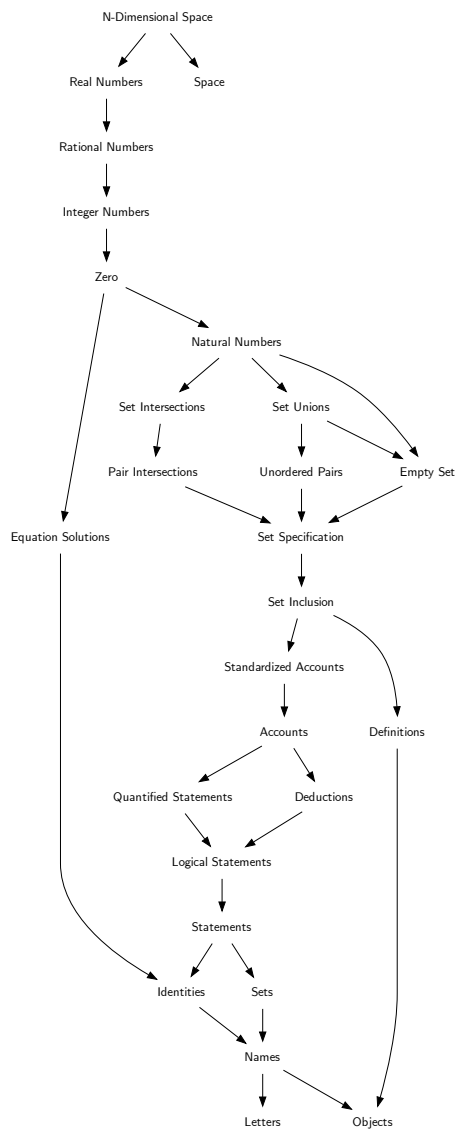 N-Dimensional Space
Real Numbers
Space
Rational Numbers
Integer Numbers
Zero
Natural Numbers
Set Intersections
Set Unions
Pair Intersections
Unordered Pairs
Empty Set
Equation Solutions
Set Specification
Set Inclusion
Standardized Accounts
Accounts
Definitions
Quantified Statements
Deductions
Logical Statements
Statements
Identities
Sets
Names
Letters
Objects